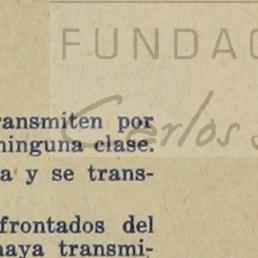 FUNDAC
Carlos S
ransmiten por
ninguna clase.
a y se trans-
frontados del
haya transmi-